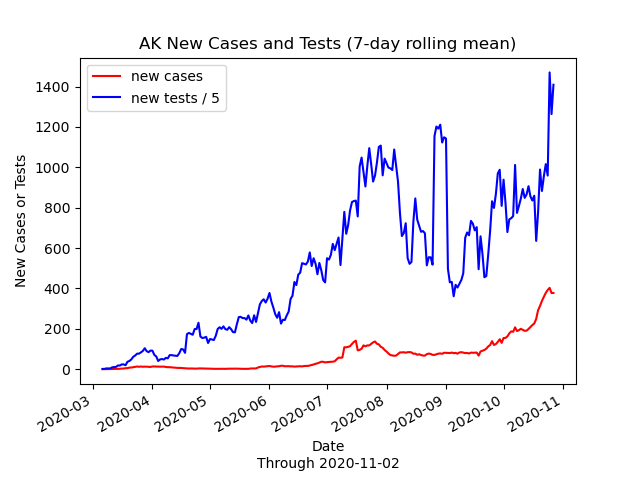 AK New Cases and Tests (7-day rolling mean)
new cases
new tests / 5
New Cases or Tests
1400
1200
1000
800
600
400
200
0
2020-03
2020-04
2020-05
2020-06
2020-07
2020-08
2020-09
2020-10
2020-11
Date
Through 2020-11-02